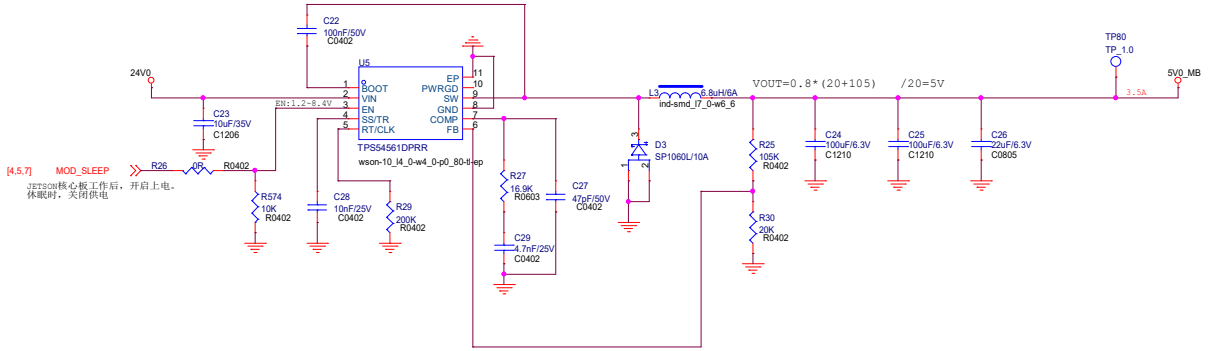 C22
100nF/50V
C0402
24V0
U5
1
BOOT
2
VIN
3
EN
4
SS/TR
5
RT/CLK
EP
11
PWRGD
10
SW
9
GND
8
COMP
7
FB
6
TPS54561DPRR
wson-10_l4_0-w4_0-p0_80-tl-ep
EN:1.2-8.4V
C23
10uF/35V
C1206
[4,5,7]
MOD_SLEEP
R26
0R
R0402
JETSON核心板工作后,开启上电。
休眠时,关闭供电
R574
10K
R0402
C28
10nF/25V
C0402
R29
200K
R0402
R27
16.9K
R0603
C27
47pF/50V
C0402
C29
4.7nF/25V
C0402
L3
6.8uH/6A
ind-smd_l7_0-w6_6
D3
SP1060L/10A
3
1
2
VOUT=0.8*(20+105) /20=5V
R25
105K
R0402
R30
20K
R0402
C24
100uF/6.3V
C1210
C25
100uF/6.3V
C1210
C26
22uF/6.3V
C0805
TP80
TP_1.0
5V0_MB
3.5A